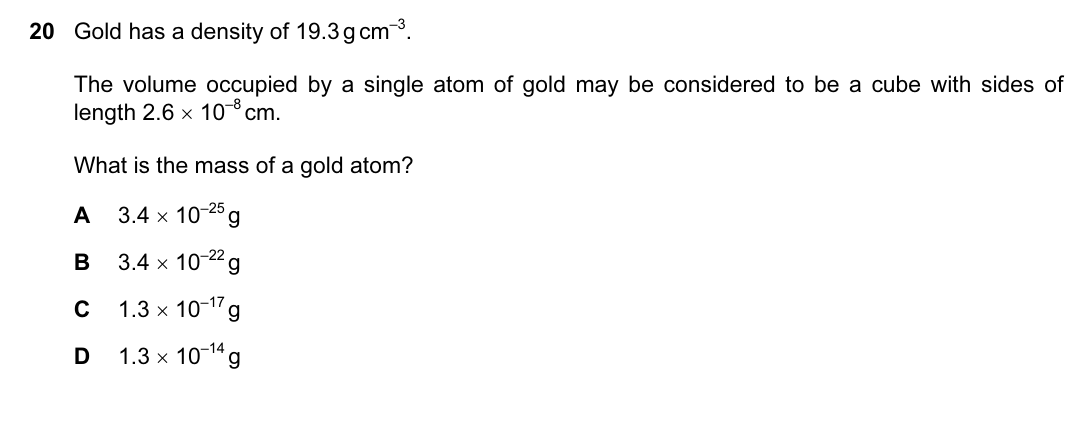 20 Gold has a density of 19.3 g cm⁻³.
The volume occupied by a single atom of gold may be considered to be a cube with sides of
length 2.6 × 10⁻⁸ cm.
What is the mass of a gold atom?
A 3.4 × 10⁻²⁵ g
B 3.4 × 10⁻²² g
C 1.3 × 10⁻¹⁷ g
D 1.3 × 10⁻¹⁴ g